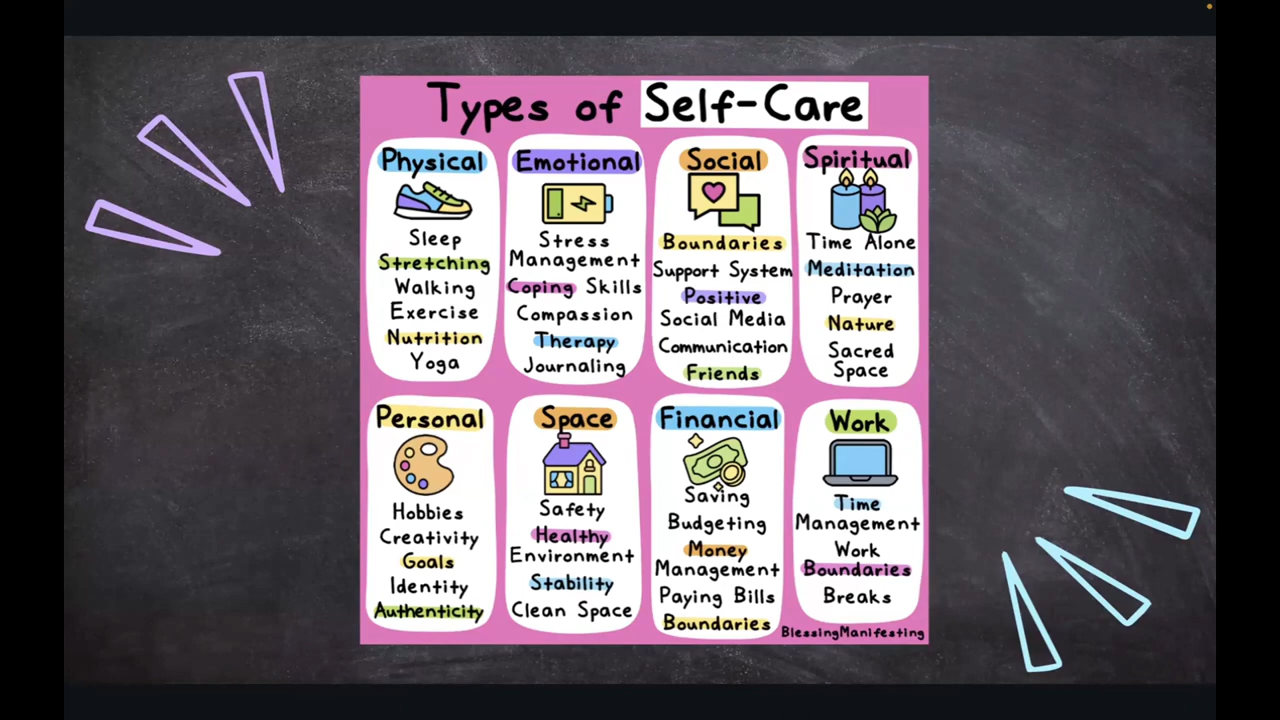 Types of Self-Care
Physical
Sleep
Stretching
Walking
Exercise
Nutrition
Yoga
Emotional
Stress
Management
Coping Skills
Compassion
Therapy
Journaling
Social
Boundaries
Support System
Positive
Social Media
Communication
Friends
Spiritual
Time Alone
Meditation
Prayer
Nature
Sacred
Space
Personal
Hobbies
Creativity
Goals
Identity
Authenticity
Space
Safety
Healthy
Environment
Stability
Clean Space
Financial
Saving
Budgeting
Money
Management
Paying Bills
Boundaries
Work
Time
Management
Work
Boundaries
Breaks
BlessingManifesting